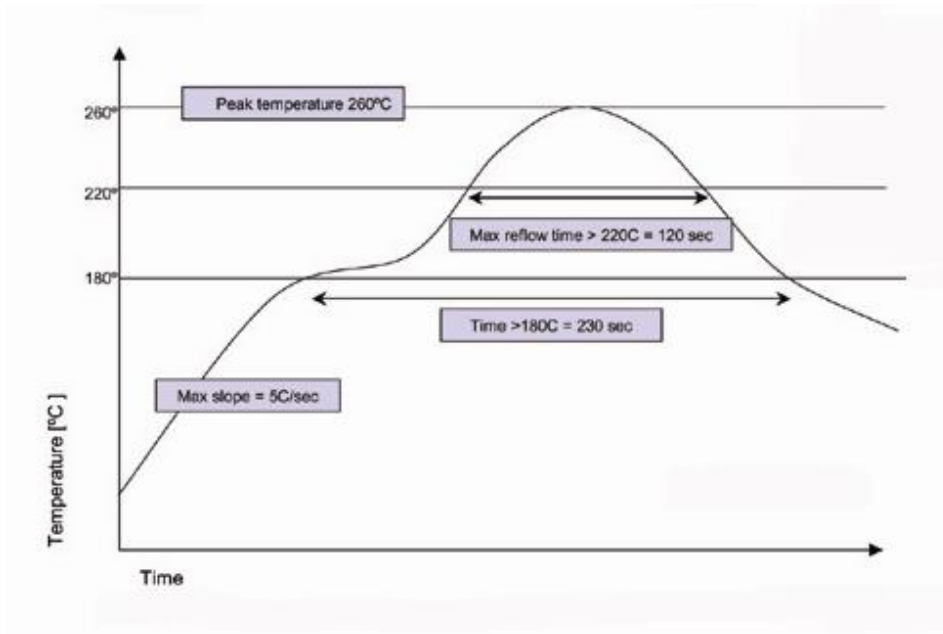 Peak temperature 260ºC
260º
220º
Max reflow time > 220C = 120 sec
180º
Time >180C = 230 sec
Max slope = 5C/sec
Temperature [ºC ]
Time